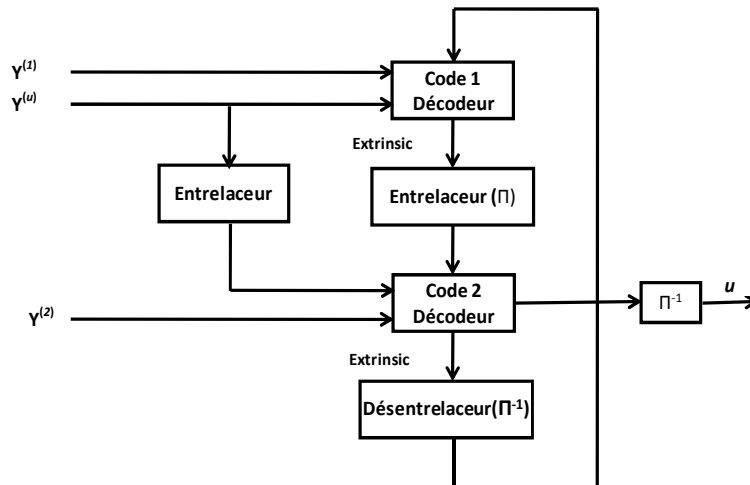 Y(1)
Code 1
Décodeur
Y(u)
Extrinsic
Entrelaceur
Entrelaceur (Π)
Code 2
Décodeur
Π-1
u
Y(2)
Extrinsic
Désentrelaceur(Π-1)